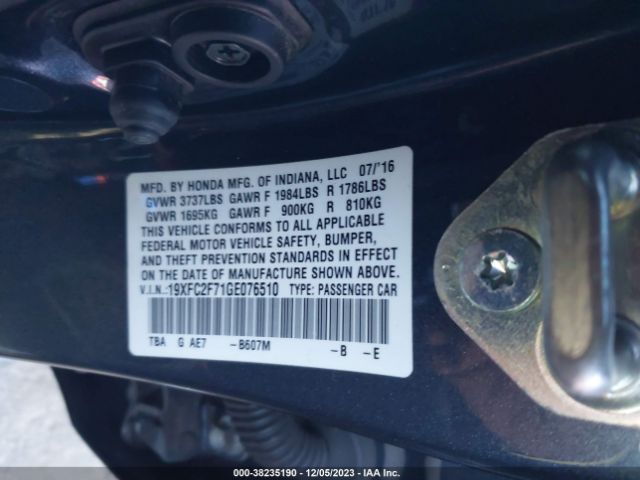 MFD. BY HONDA MFG. OF INDIANA, LLC 07/'16
GVWR 3737LBS GAWR F 1984LBS R 1786LBS
GVWR 1695KG GAWR F 900KG R 810KG
THIS VEHICLE CONFORMS TO ALL APPLICABLE
FEDERAL MOTOR VEHICLE SAFETY, BUMPER,
AND THEFT PREVENTION STANDARDS IN EFFECT
ON THE DATE OF MANUFACTURE SHOWN ABOVE.
V.I.N.:19XFC2F71GE076510 TYPE: PASSENGER CAR
TBA G AE7 -B607M -B -E
000-38235190 - 12/05/2023 - IAA Inc.